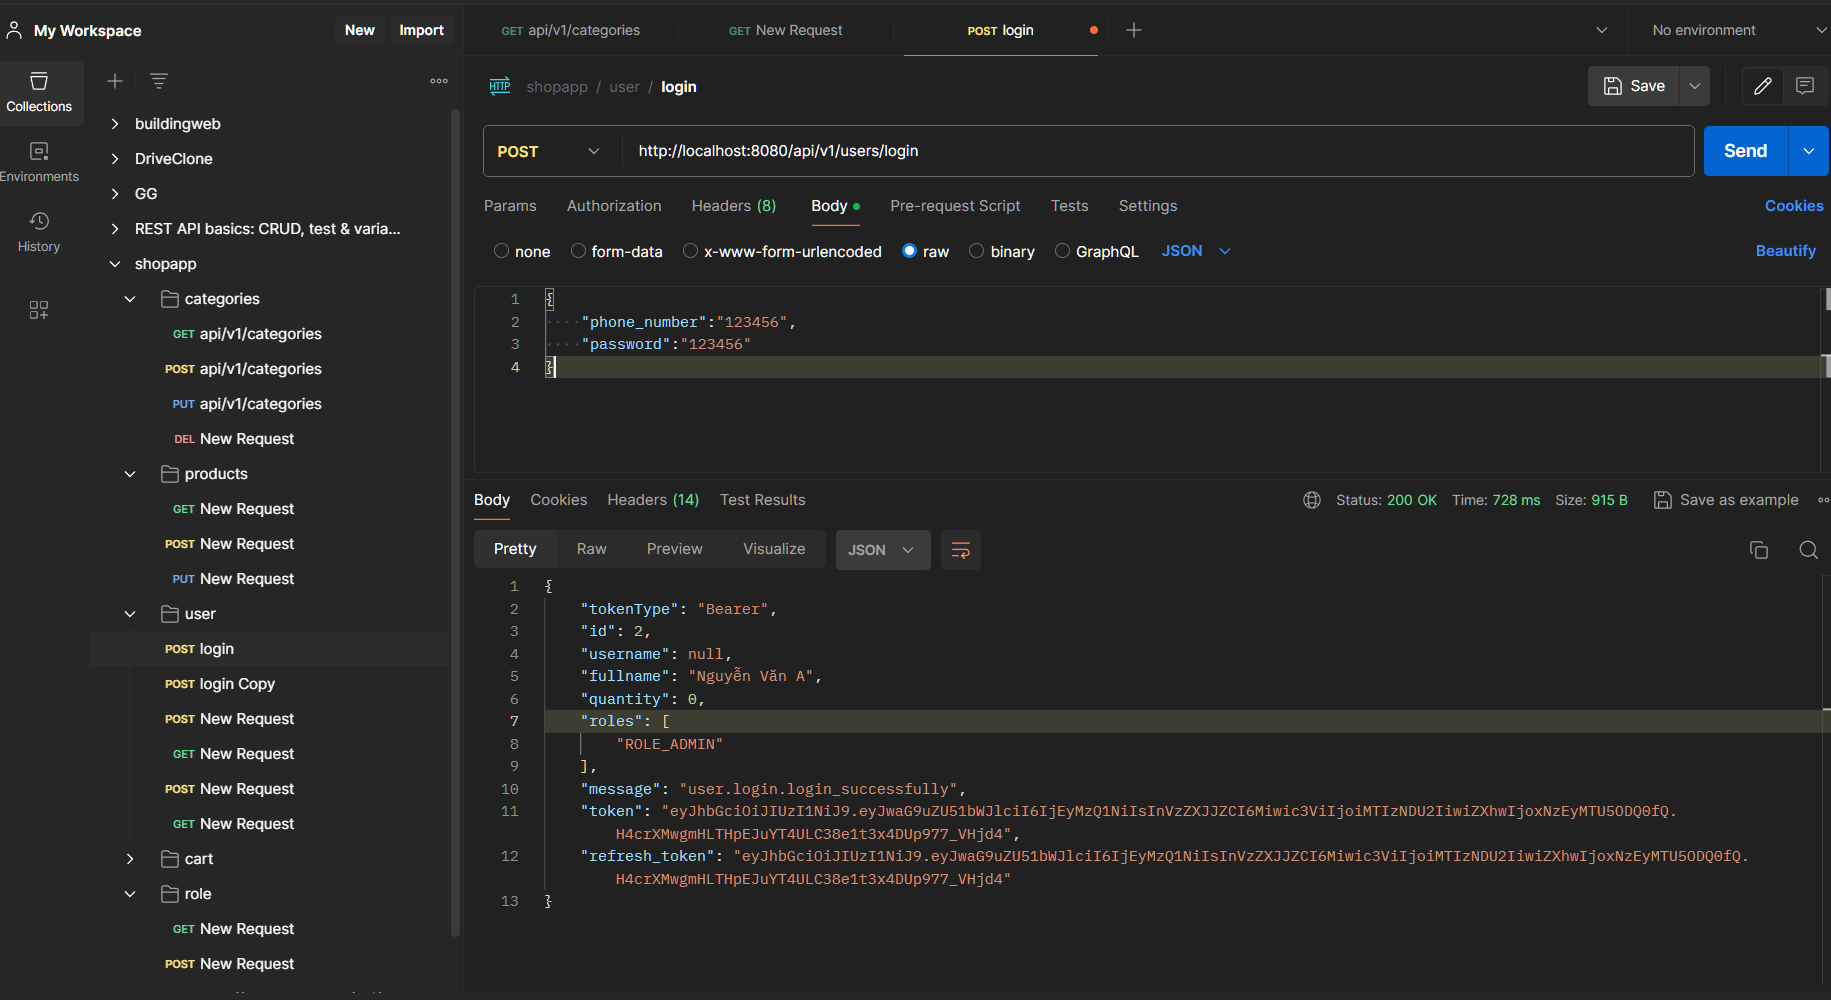 My Workspace
New
Import
GET api/v1/categories
GET New Request
POST login
No environment
Collections
Environments
History
buildingweb
DriveClone
GG
REST API basics: CRUD, test & varia...
shopapp
categories
GET api/v1/categories
POST api/v1/categories
PUT api/v1/categories
DEL New Request
products
GET New Request
POST New Request
PUT New Request
user
POST login
POST login Copy
POST New Request
GET New Request
POST New Request
GET New Request
cart
role
GET New Request
POST New Request
HTTP shopapp / user / login
Save
POST http://localhost:8080/api/v1/users/login
Send
Params Authorization Headers (8) Body Pre-request Script Tests Settings
Cookies
none form-data x-www-form-urlencoded raw binary GraphQL JSON
Beautify
1 {
2 "phone_number":"123456",
3 "password":"123456"
4 }
Body Cookies Headers (14) Test Results
Status: 200 OK Time: 728 ms Size: 915 B Save as example
Pretty Raw Preview Visualize JSON
1 {
2 "tokenType": "Bearer",
3 "id": 2,
4 "username": null,
5 "fullname": "Nguyễn Văn A",
6 "quantity": 0,
7 "roles": [
8 "ROLE_ADMIN"
9 ],
10 "message": "user.login.login_successfully",
11 "token": "eyJhbGciOiJIUzI1NiJ9.eyJwaG9uZU51bWJlciI6IjEyMzQ1NiIsInVzZXJJZCI6Miwic3ViIjoiMTIzNDU2IiwiZXhwIjoxNzEyMTU5ODQ0fQ.
H4crXMwgmHLTHpEJuYT4ULC38e1t3x4DUp977_VHjd4",
12 "refresh_token": "eyJhbGciOiJIUzI1NiJ9.eyJwaG9uZU51bWJlciI6IjEyMzQ1NiIsInVzZXJJZCI6Miwic3ViIjoiMTIzNDU2IiwiZXhwIjoxNzEyMTU5ODQ0fQ.
H4crXMwgmHLTHpEJuYT4ULC38e1t3x4DUp977_VHjd4"
13 }